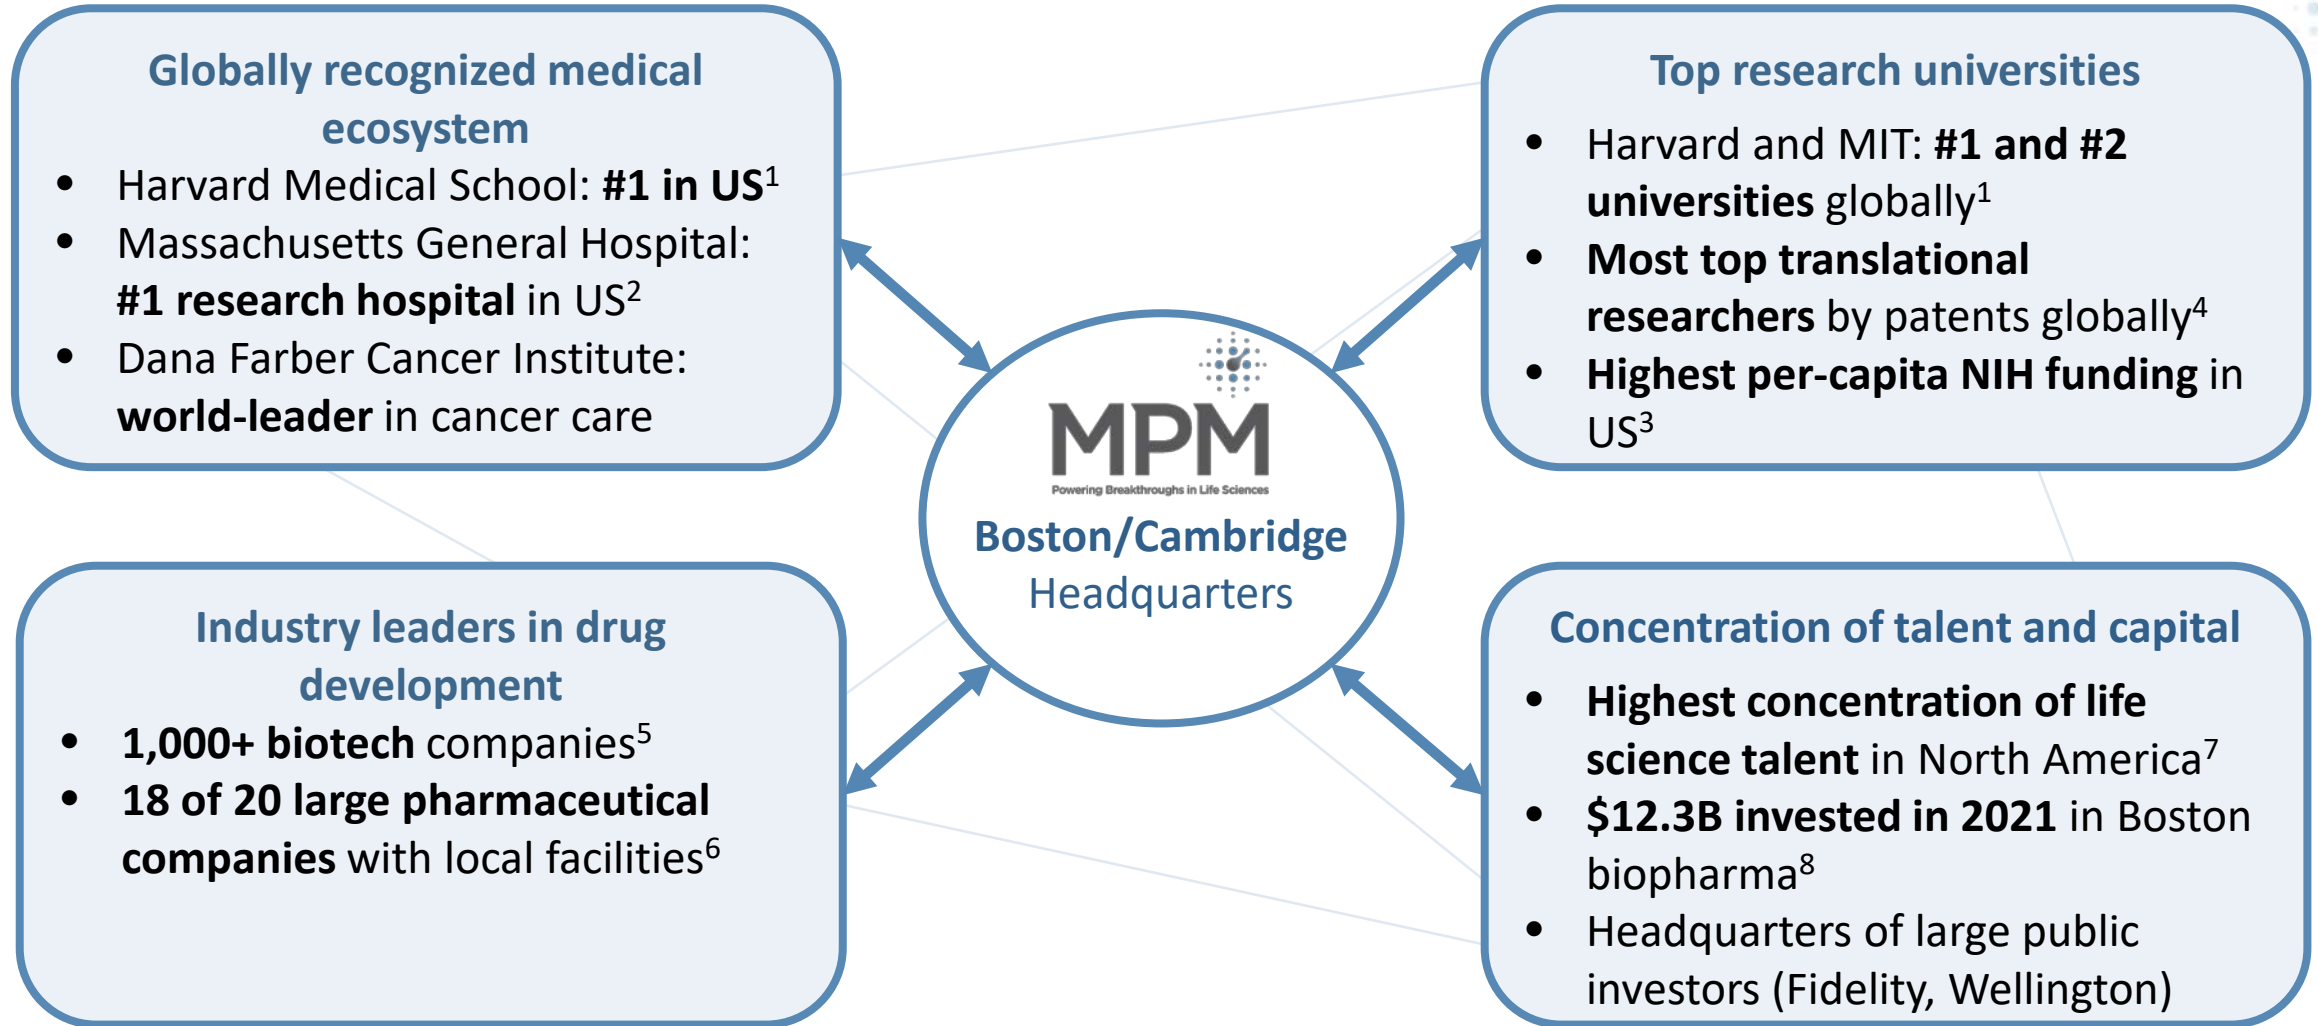 Globally recognized medical
ecosystem
• Harvard Medical School: #1 in US1
• Massachusetts General Hospital:
#1 research hospital in US2
• Dana Farber Cancer Institute:
world-leader in cancer care
Top research universities
• Harvard and MIT: #1 and #2
universities globally1
• Most top translational
researchers by patents globally4
• Highest per-capita NIH funding in
US3
MPM
Powering Breakthroughs in Life Sciences
Boston/Cambridge
Headquarters
Industry leaders in drug
development
• 1,000+ biotech companies5
• 18 of 20 large pharmaceutical
companies with local facilities6
Concentration of talent and capital
• Highest concentration of life
science talent in North America7
• $12.3B invested in 2021 in Boston
biopharma8
• Headquarters of large public
investors (Fidelity, Wellington)